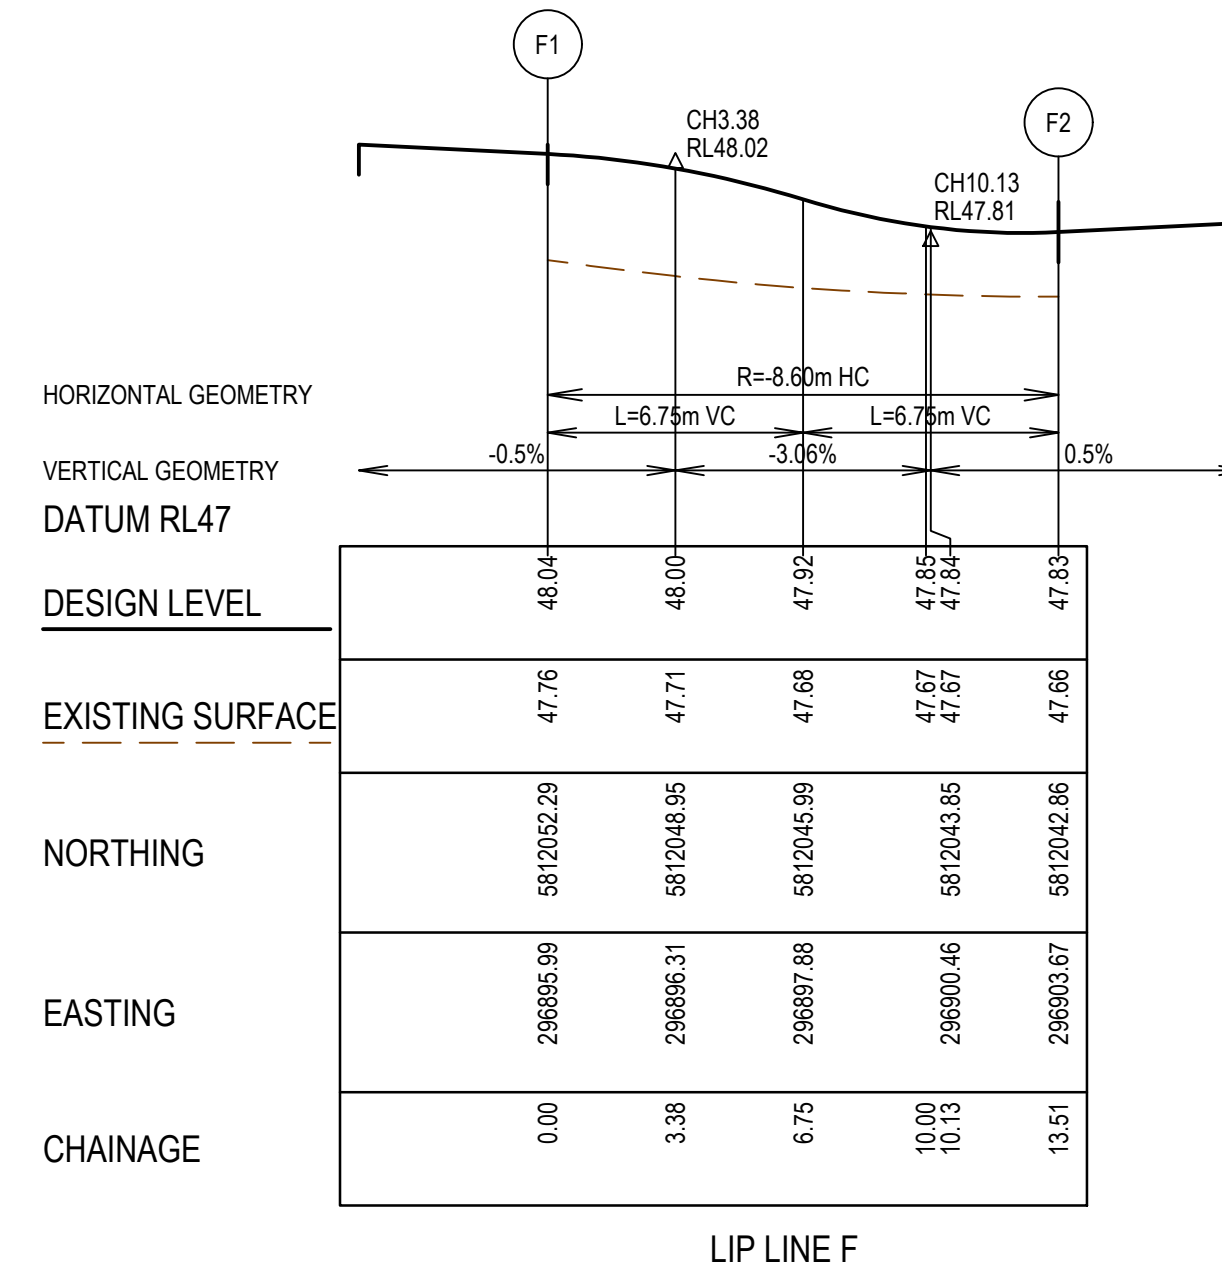 F1
CH3.38
RL48.02
F2
CH10.13
RL47.81
HORIZONTAL GEOMETRY
R=-8.60m HC
L=6.75m VC
L=6.75m VC
VERTICAL GEOMETRY
-0.5%
-3.06%
0.5%
DATUM RL47
DESIGN LEVEL
48.04
48.00
47.92
47.85
47.84
47.83
EXISTING SURFACE
47.76
47.71
47.68
47.67
47.67
47.66
NORTHING
5812052.29
5812048.95
5812045.99
5812043.85
5812042.86
EASTING
296895.99
296896.31
296897.88
296900.46
296903.67
CHAINAGE
0.00
3.38
6.75
10.00
10.13
13.51
LIP LINE F